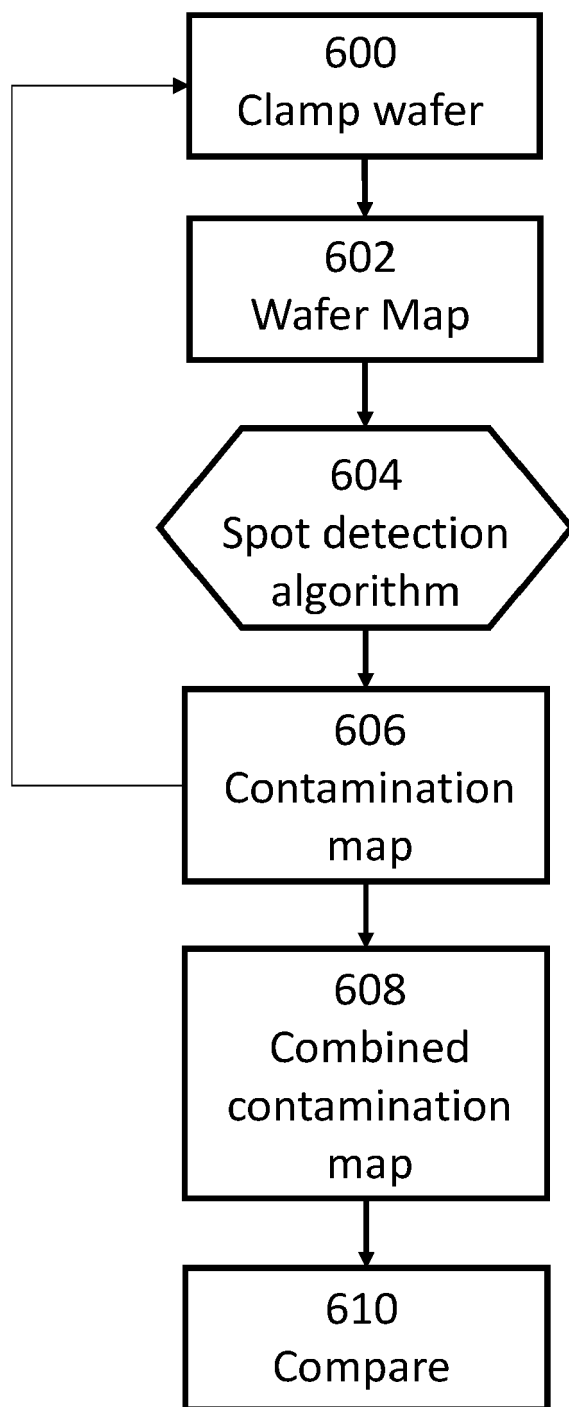 600
Clamp wafer
602
Wafer Map
604
Spot detection
algorithm
606
Contamination
map
608
Combined
contamination
map
610
Compare